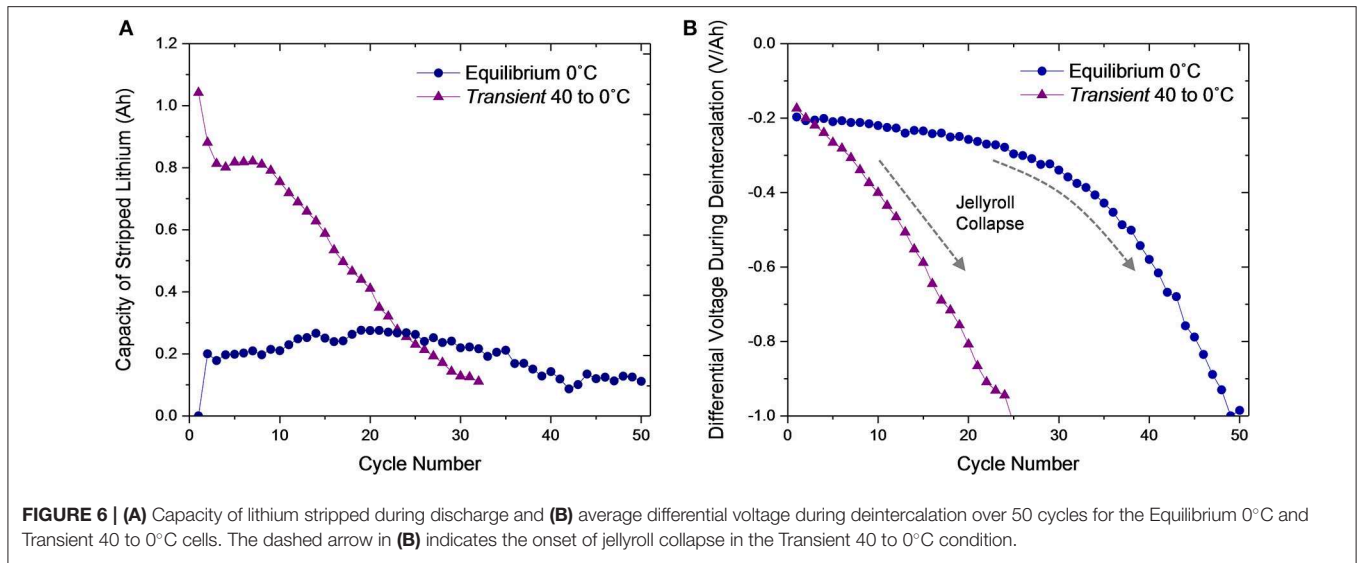 A
Capacity of Stripped Lithium (Ah)
1.2
1.0
0.8
0.6
0.4
0.2
0.0
0 10 20 30 40 50
Cycle Number
Equilibrium 0°C
Transient 40 to 0°C
B
Differential Voltage During Deintercalation (V/Ah)
0.0
-0.2
-0.4
-0.6
-0.8
-1.0
0 10 20 30 40 50
Cycle Number
Equilibrium 0°C
Transient 40 to 0°C
Jellyroll
Collapse
FIGURE 6 | (A) Capacity of lithium stripped during discharge and (B) average differential voltage during deintercalation over 50 cycles for the Equilibrium 0°C and
Transient 40 to 0°C cells. The dashed arrow in (B) indicates the onset of jellyroll collapse in the Transient 40 to 0°C condition.